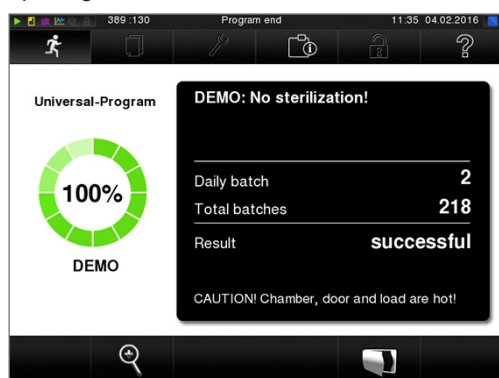 389 :130 Program end 11:35 04.02.2016
Universal-Program
100%
DEMO
DEMO: No sterilization!
Daily batch 2
Total batches 218
Result successful
CAUTION! Chamber, door and load are hot!